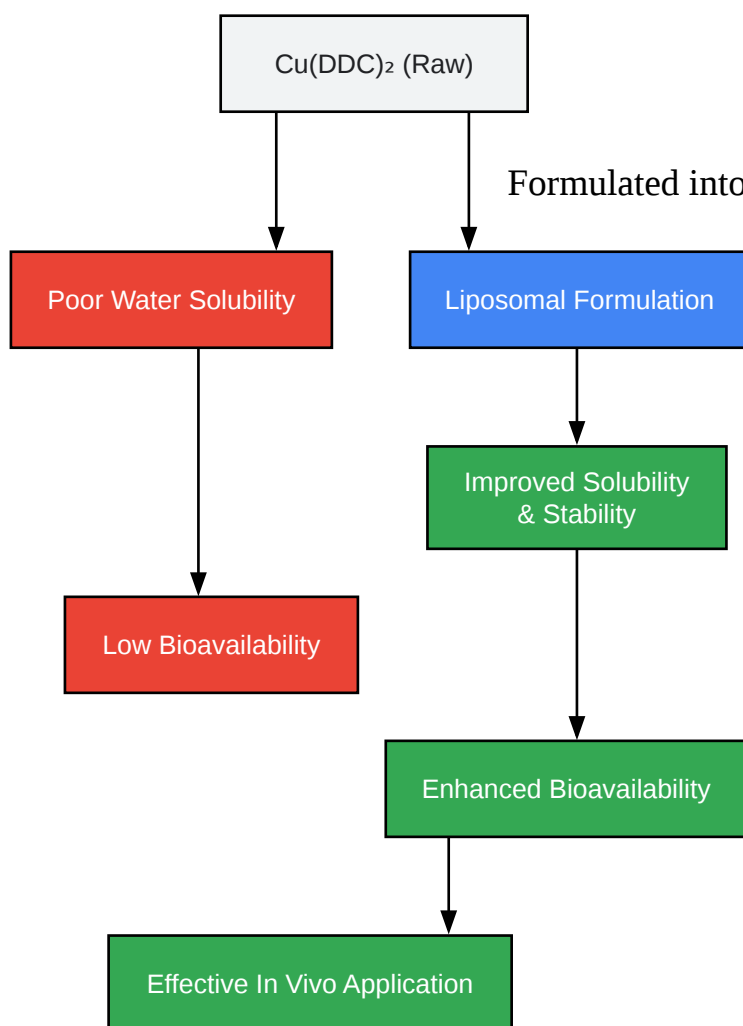 Cu(DDC)₂ (Raw)
Formulated into
Poor Water Solubility
Liposomal Formulation
Improved Solubility
& Stability
Low Bioavailability
Enhanced Bioavailability
Effective In Vivo Application